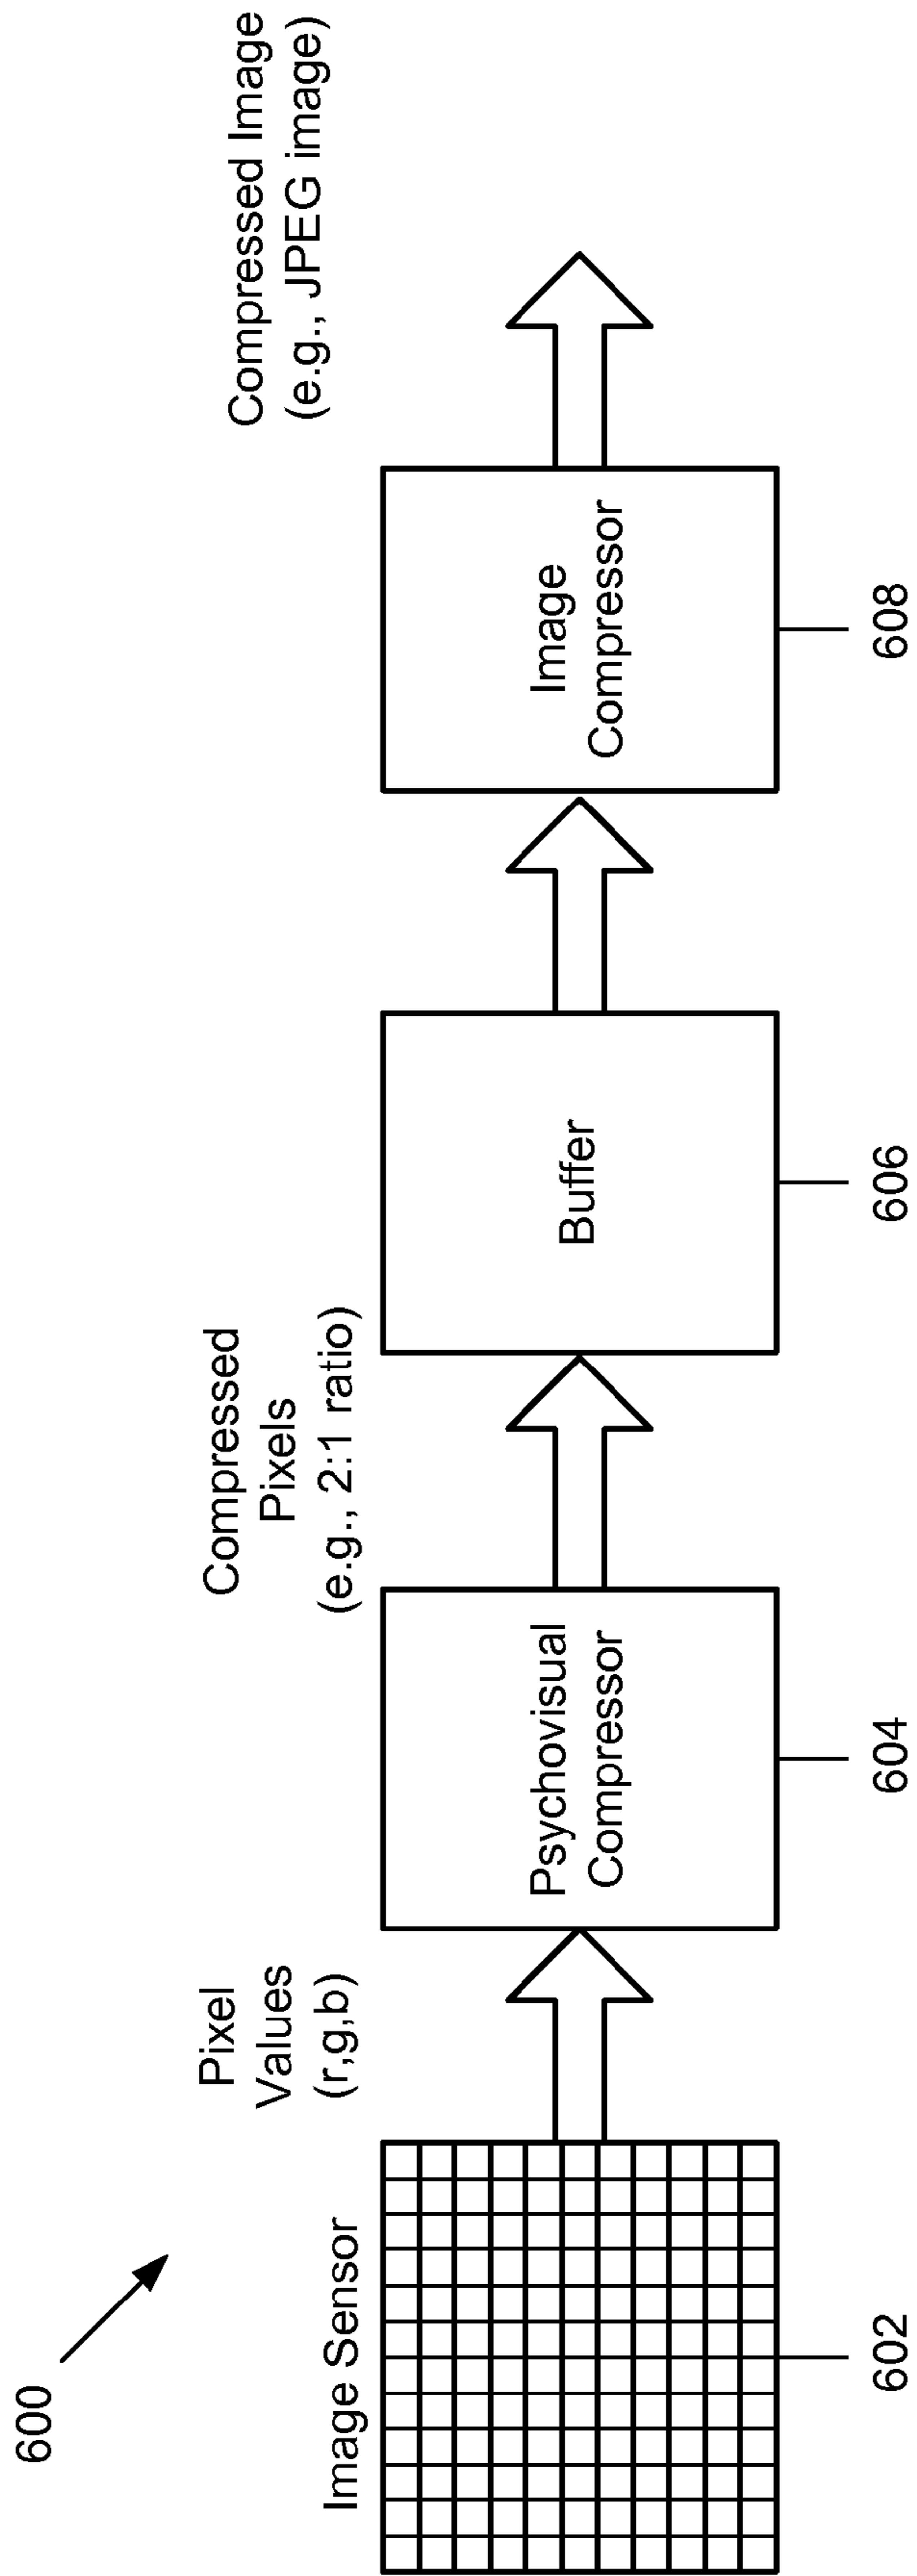 600
Image Sensor
602
Pixel
Values
(r,g,b)
Psychovisual
Compressor
604
Compressed
Pixels
(e.g., 2:1 ratio)
Buffer
606
Image
Compressor
608
Compressed Image
(e.g., JPEG image)